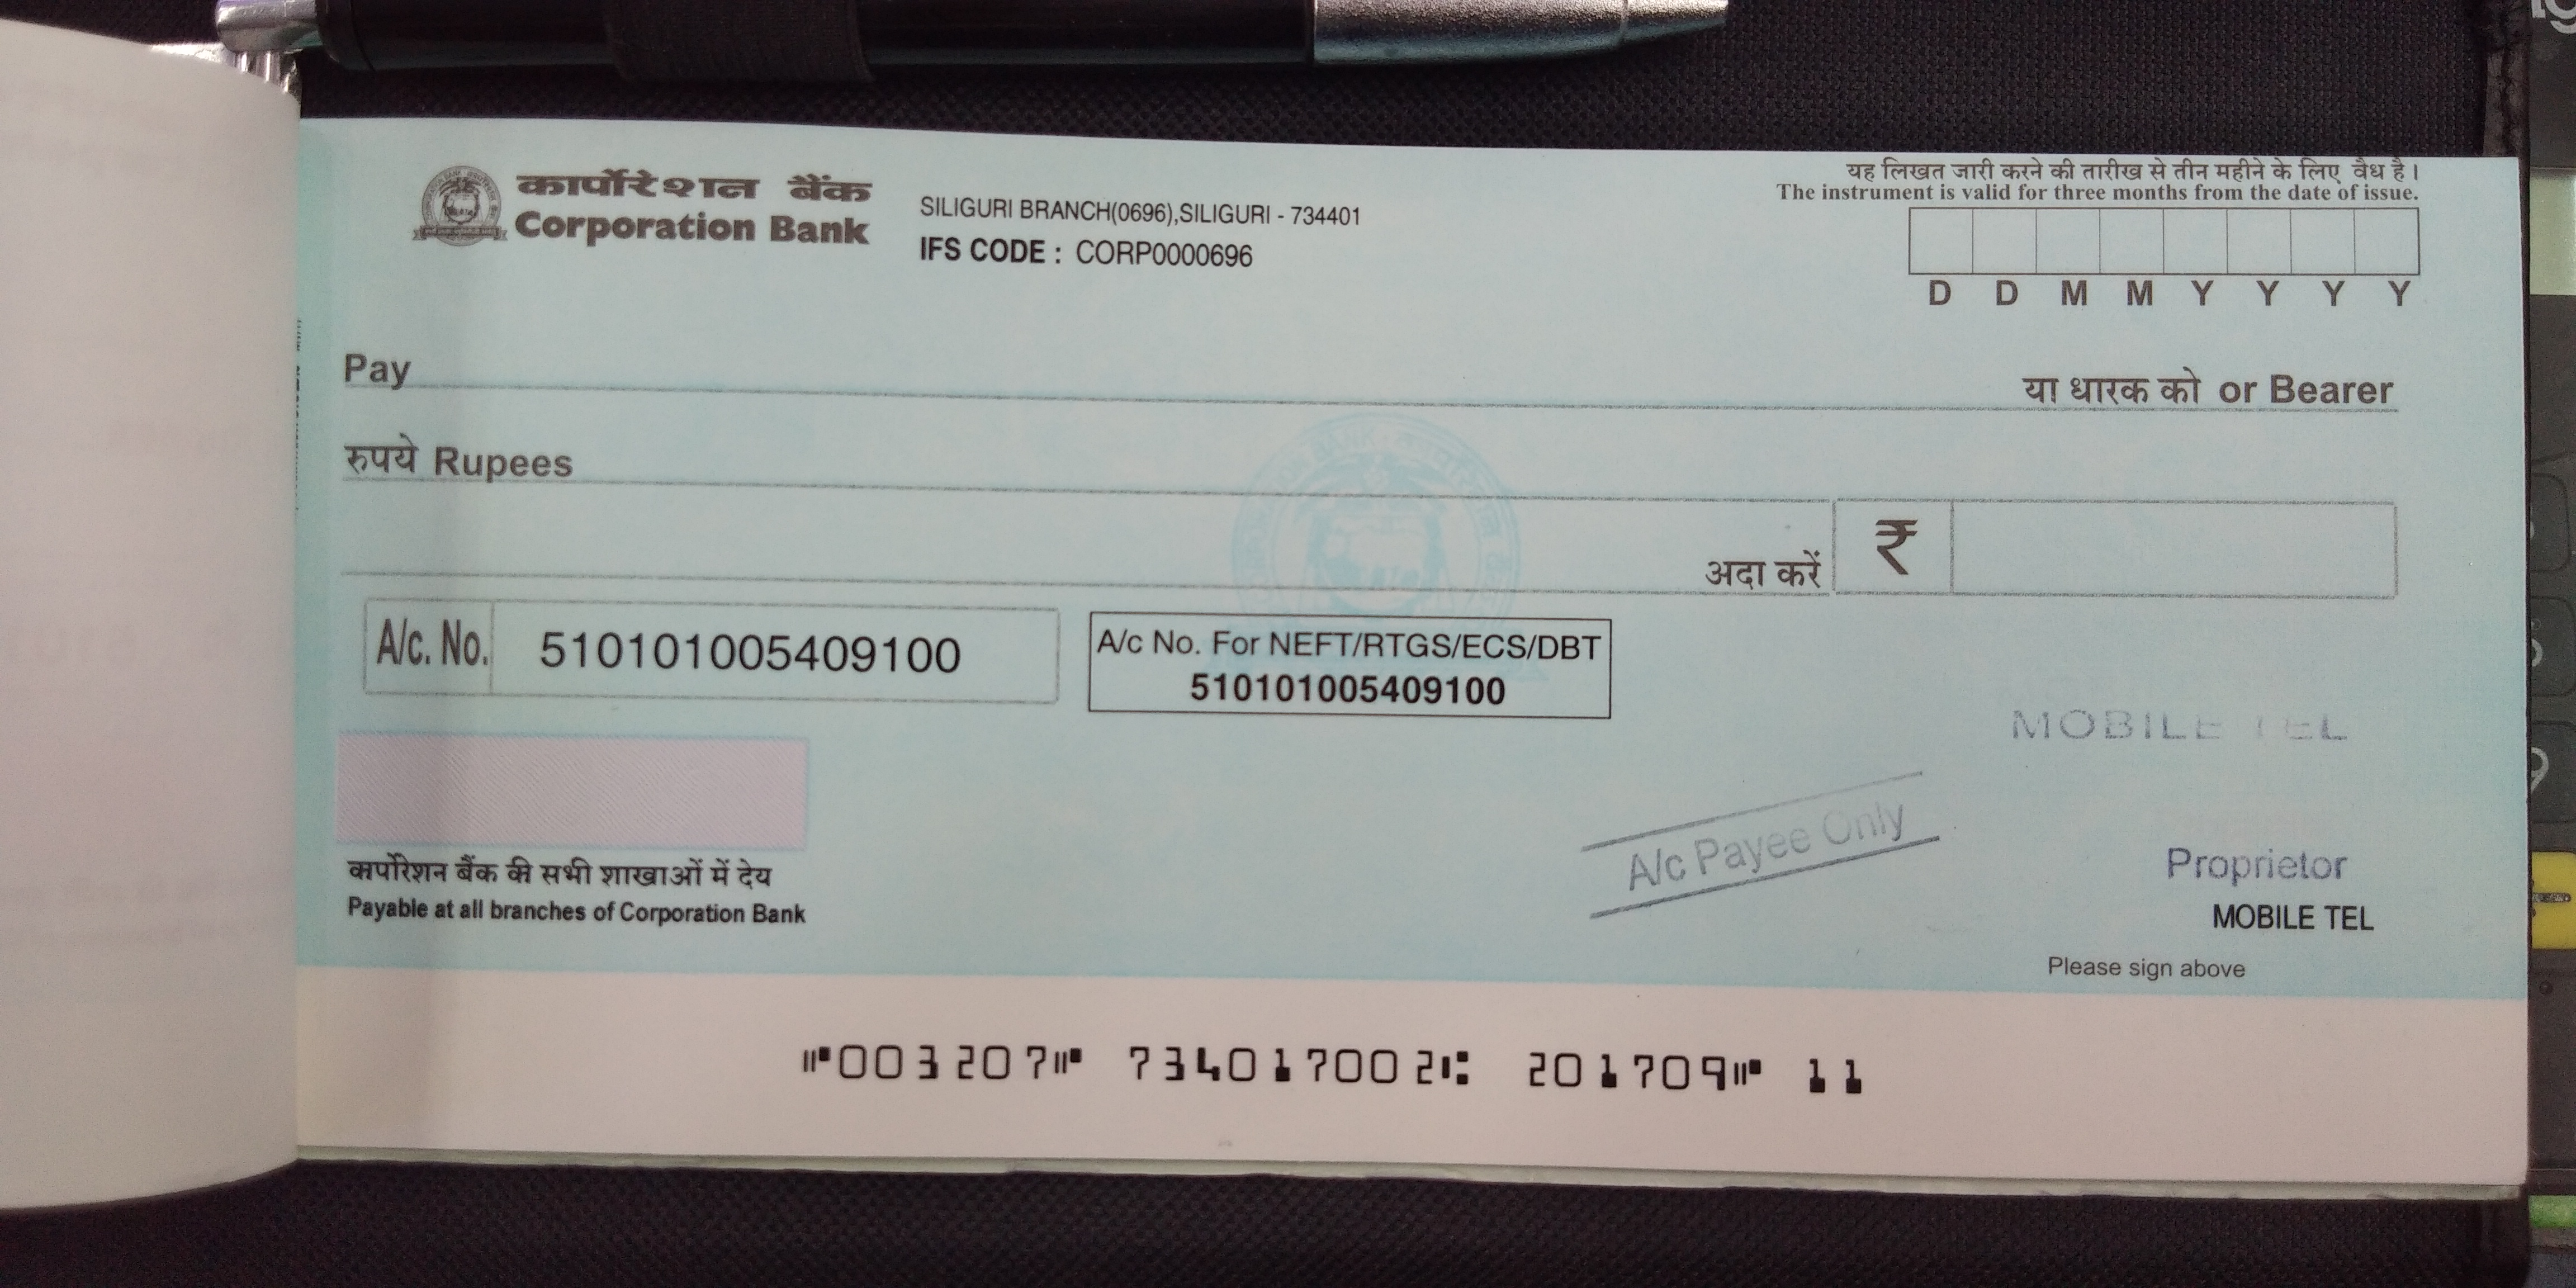 कार्पोरेशन बैंक
Corporation Bank
SILIGURI BRANCH(0696),SILIGURI - 734401
IFS CODE : CORP0000696
यह लिखत जारी करने की तारीख से तीन महीने के लिए वैध है।
The instrument is valid for three months from the date of issue.
D D M M Y Y Y Y
Pay
या धारक को or Bearer
रुपये Rupees
अदा करें
₹
A/c. No. 510101005409100
A/c No. For NEFT/RTGS/ECS/DBT
510101005409100
MOBILE TEL
A/c Payee Only
Proprietor
MOBILE TEL
Please sign above
कार्पोरेशन बैंक की सभी शाखाओं में देय
Payable at all branches of Corporation Bank
⑈003207⑈ 734017002⑆ 201709⑈ 11